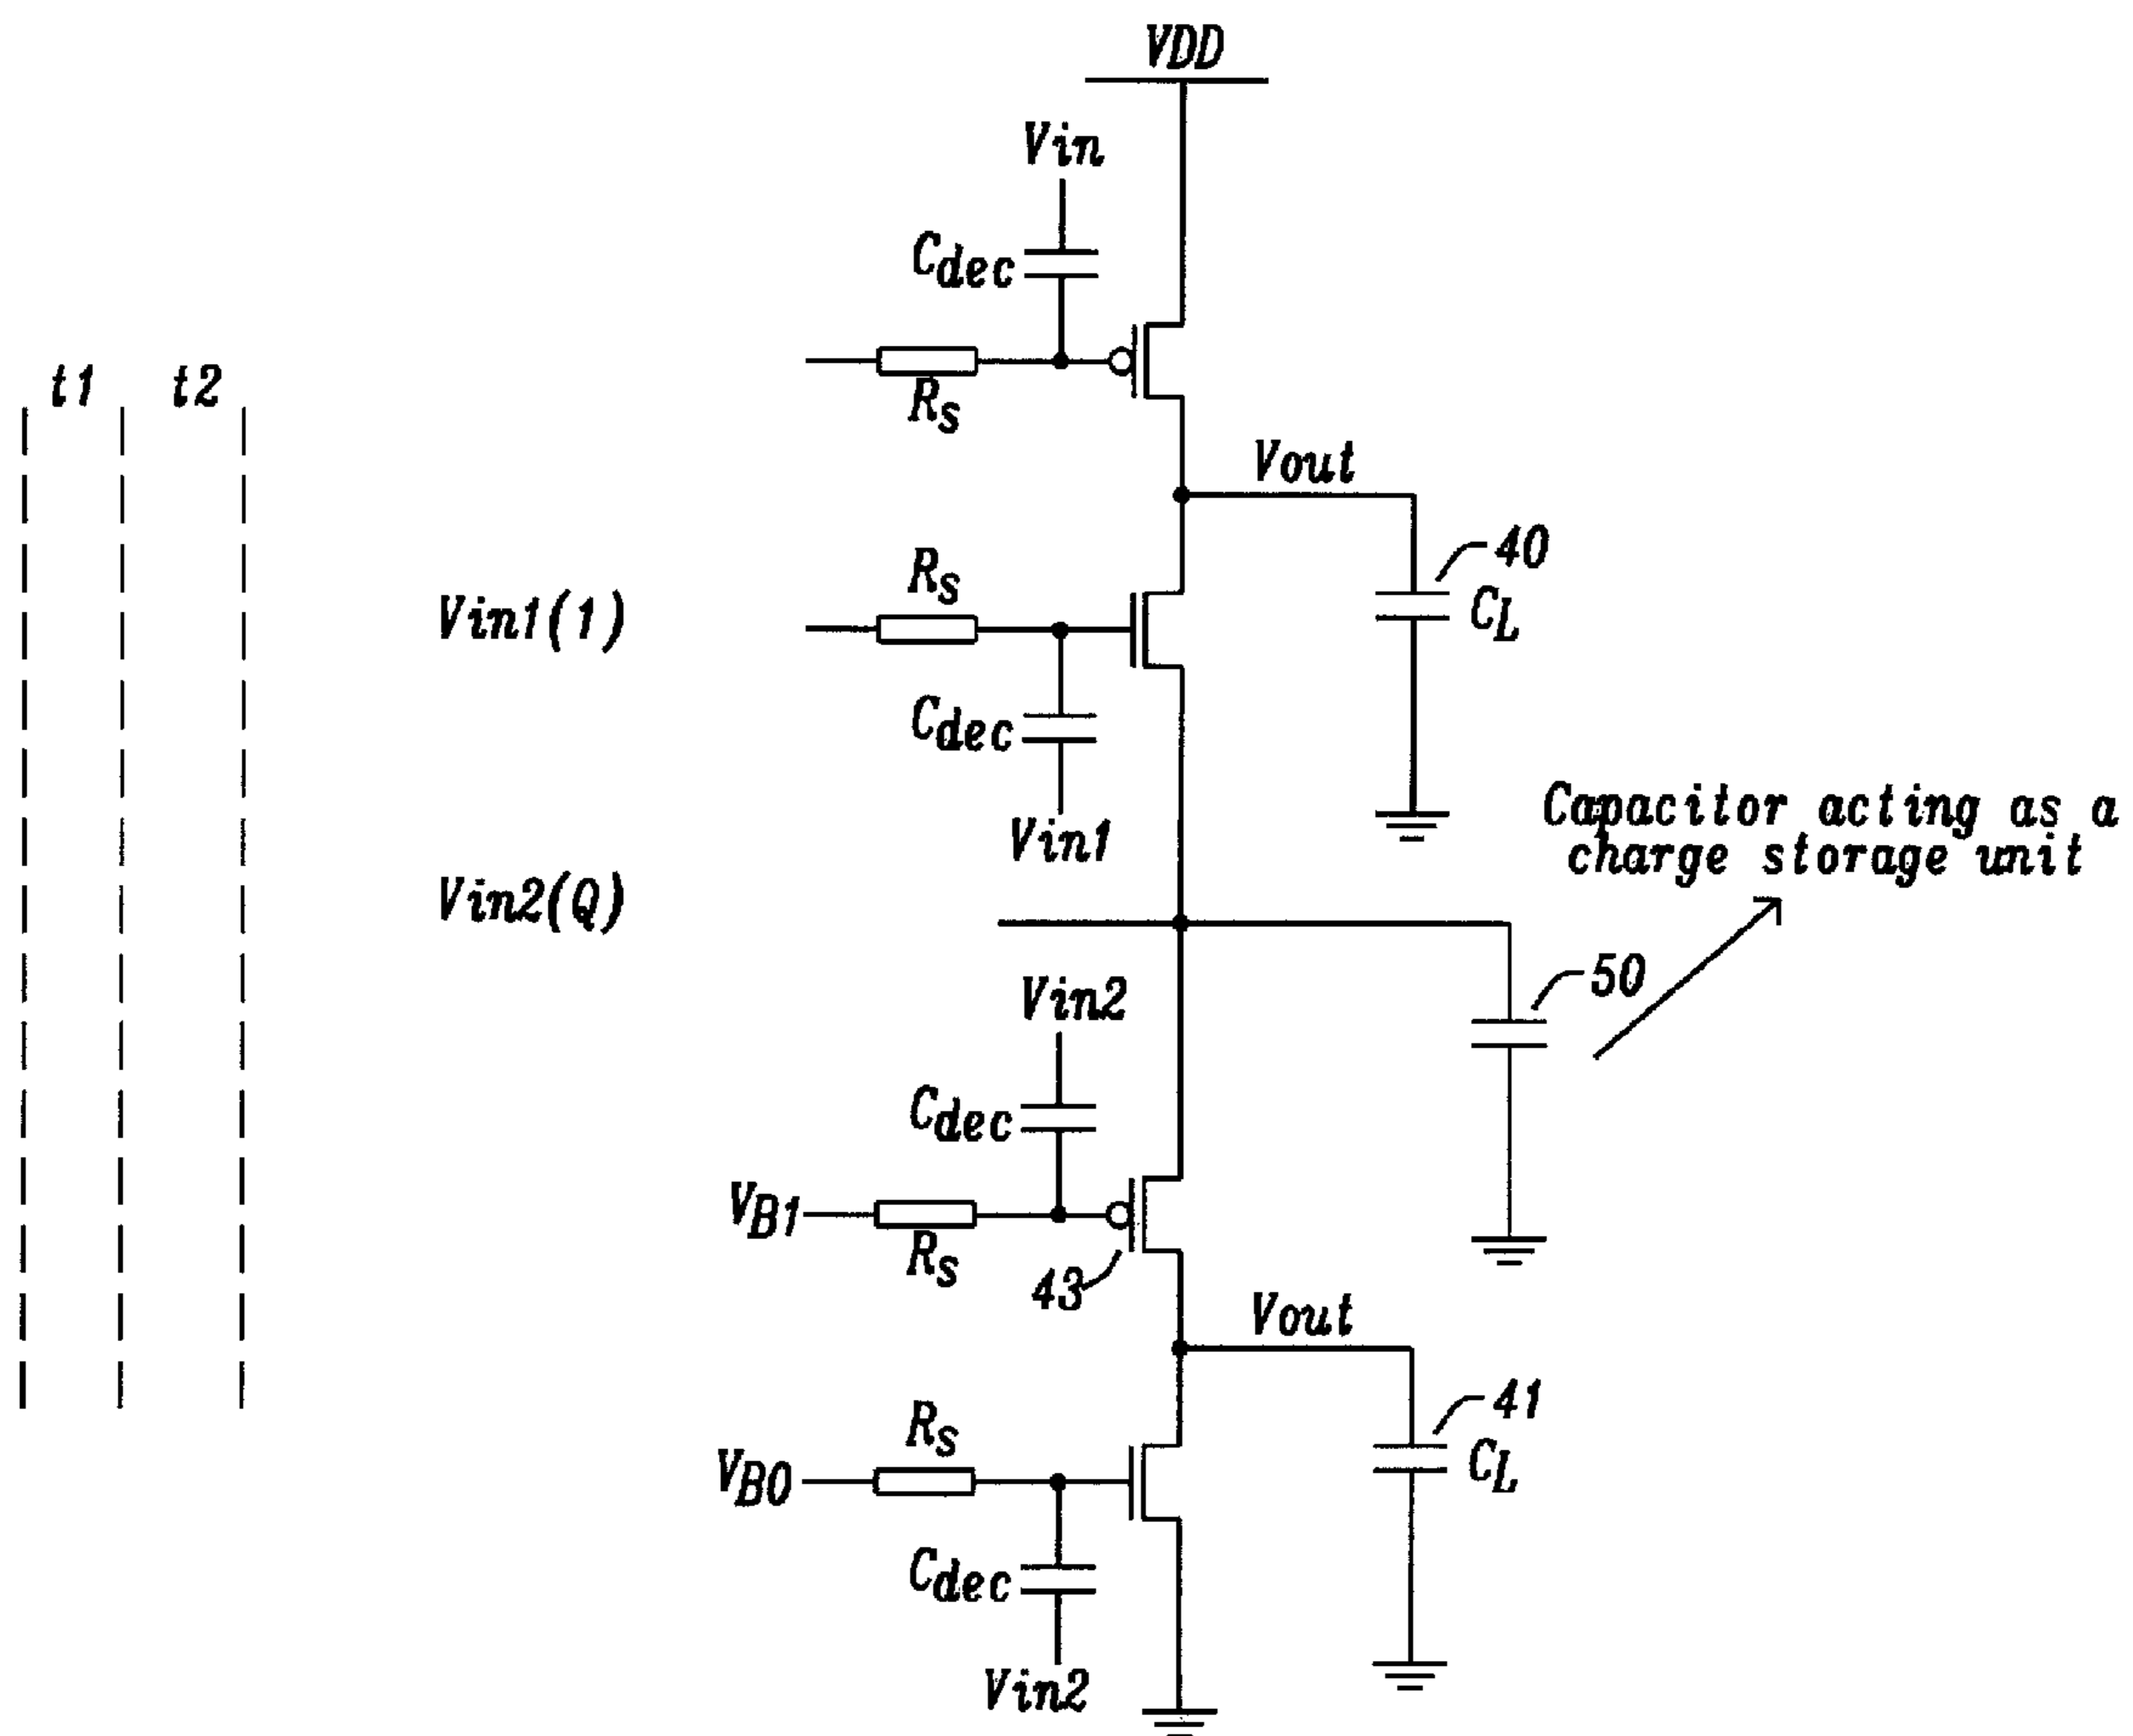 VDD
Vin
Cdec
t1 t2
Rs
Vout
40
Rs
Vin1(1)
CL
Cdec
Capacitor acting as a
charge storage unit
Vin1
Vin2(Q)
50
Vin2
Cdec
VB1
Rs
43
Vout
41
Rs
CL
VB0
Cdec
Vin2